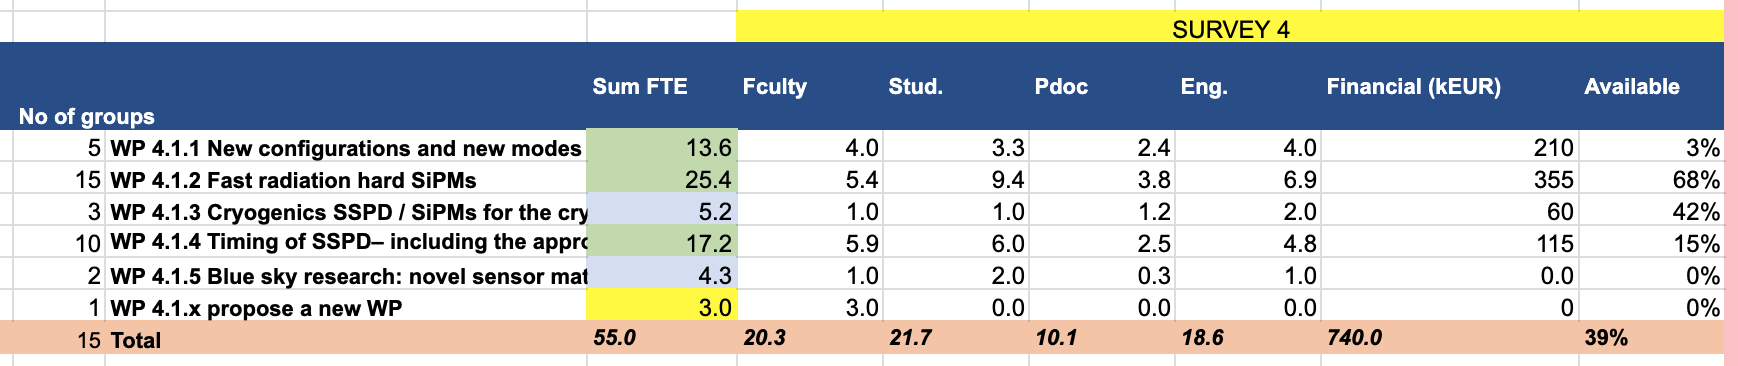 SURVEY 4
No of groups Sum FTE Fculty Stud. Pdoc Eng. Financial (kEUR) Available
5 WP 4.1.1 New configurations and new modes 13.6 4.0 3.3 2.4 4.0 210 3%
15 WP 4.1.2 Fast radiation hard SiPMs 25.4 5.4 9.4 3.8 6.9 355 68%
3 WP 4.1.3 Cryogenics SSPD / SiPMs for the cry 5.2 1.0 1.0 1.2 2.0 60 42%
10 WP 4.1.4 Timing of SSPD– including the appro 17.2 5.9 6.0 2.5 4.8 115 15%
2 WP 4.1.5 Blue sky research: novel sensor mat 4.3 1.0 2.0 0.3 1.0 0.0 0%
1 WP 4.1.x propose a new WP 3.0 3.0 0.0 0.0 0.0 0 0%
15 Total 55.0 20.3 21.7 10.1 18.6 740.0 39%